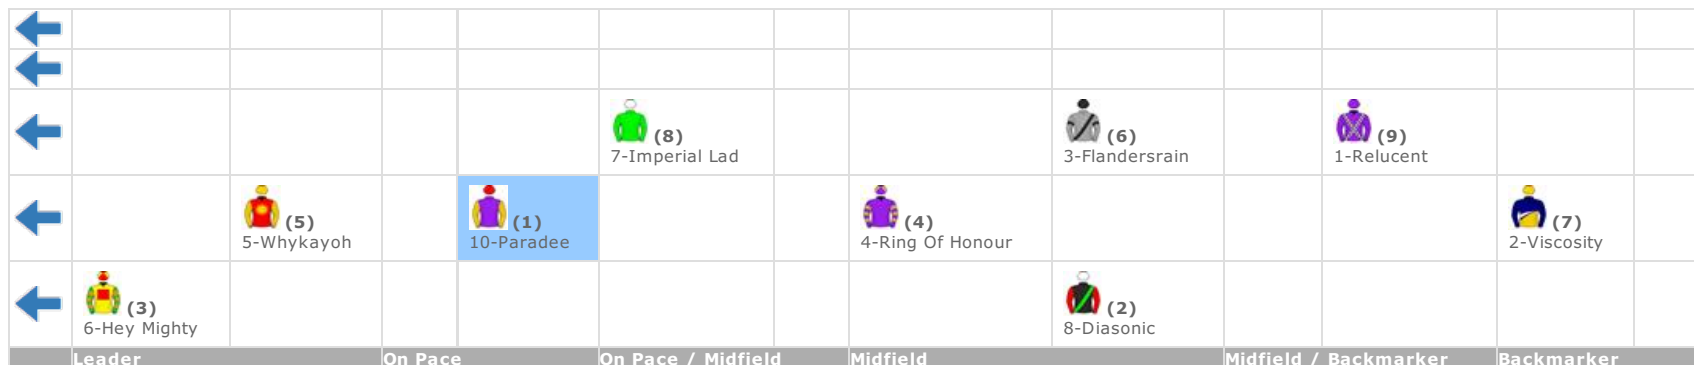 (8)
7-Imperial Lad
(6)
3-Flandersrain
(9)
1-Relucent
(5)
5-Whykayoh
(1)
10-Paradee
(4)
4-Ring Of Honour
(7)
2-Viscosity
(3)
6-Hey Mighty
(2)
8-Diasonic
Leader On Pace On Pace / Midfield Midfield Midfield / Backmarker Backmarker